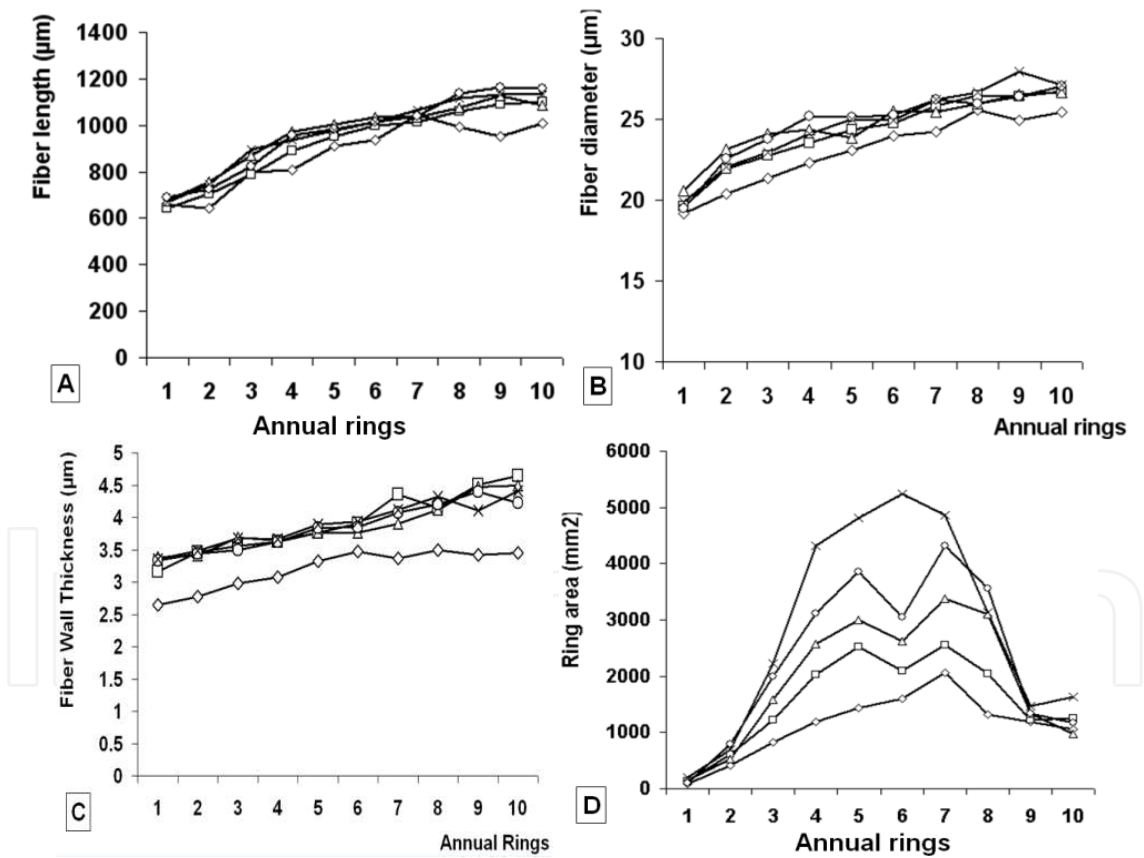 Fiber length (µm)
1400
1200
1000
800
600
400
200
0
1 2 3 4 5 6 7 8 9 10
Annual rings
A
Fiber diameter (µm)
30
25
20
15
10
1 2 3 4 5 6 7 8 9 10
Annual rings
B
Fiber Wall Thickness (µm)
5
4.5
4
3.5
3
2.5
2
1.5
1
0.5
0
1 2 3 4 5 6 7 8 9 10
Annual Rings
C
Ring area (mm2)
6000
5000
4000
3000
2000
1000
0
1 2 3 4 5 6 7 8 9 10
Annual rings
D